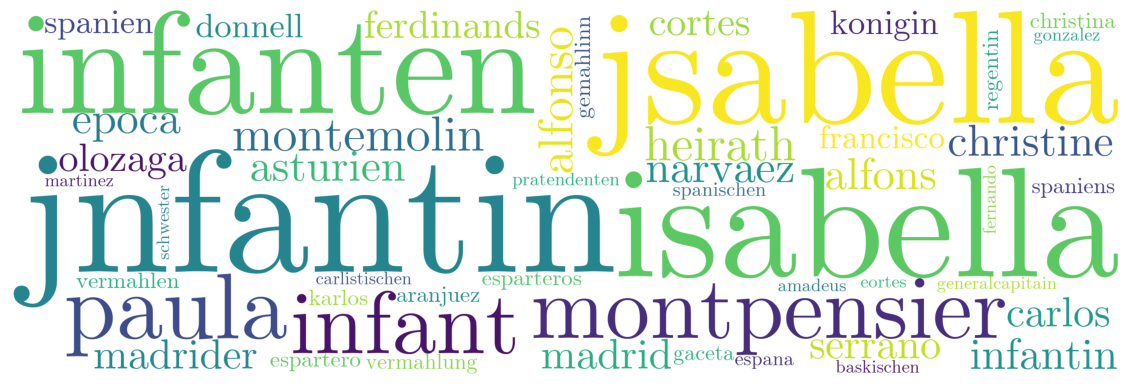 spanien donnell ferdinands cortes konigin christina
gonzalez
infanten alfonso gemahlinn jsabella regentin
epoca montemolin heirath francisco christine
olozaga asturien narvaez alfons
martinez pratendenten spanischen spaniens
jnfantin schwester isabella fernando
vermahlen carlistischen esparteros amadeus cortes generalcapitain
paula karlos aranjuez infant montpensier carlos
madrider espartero vermahlung madrid gaceta espana serrano infantin
baskischen